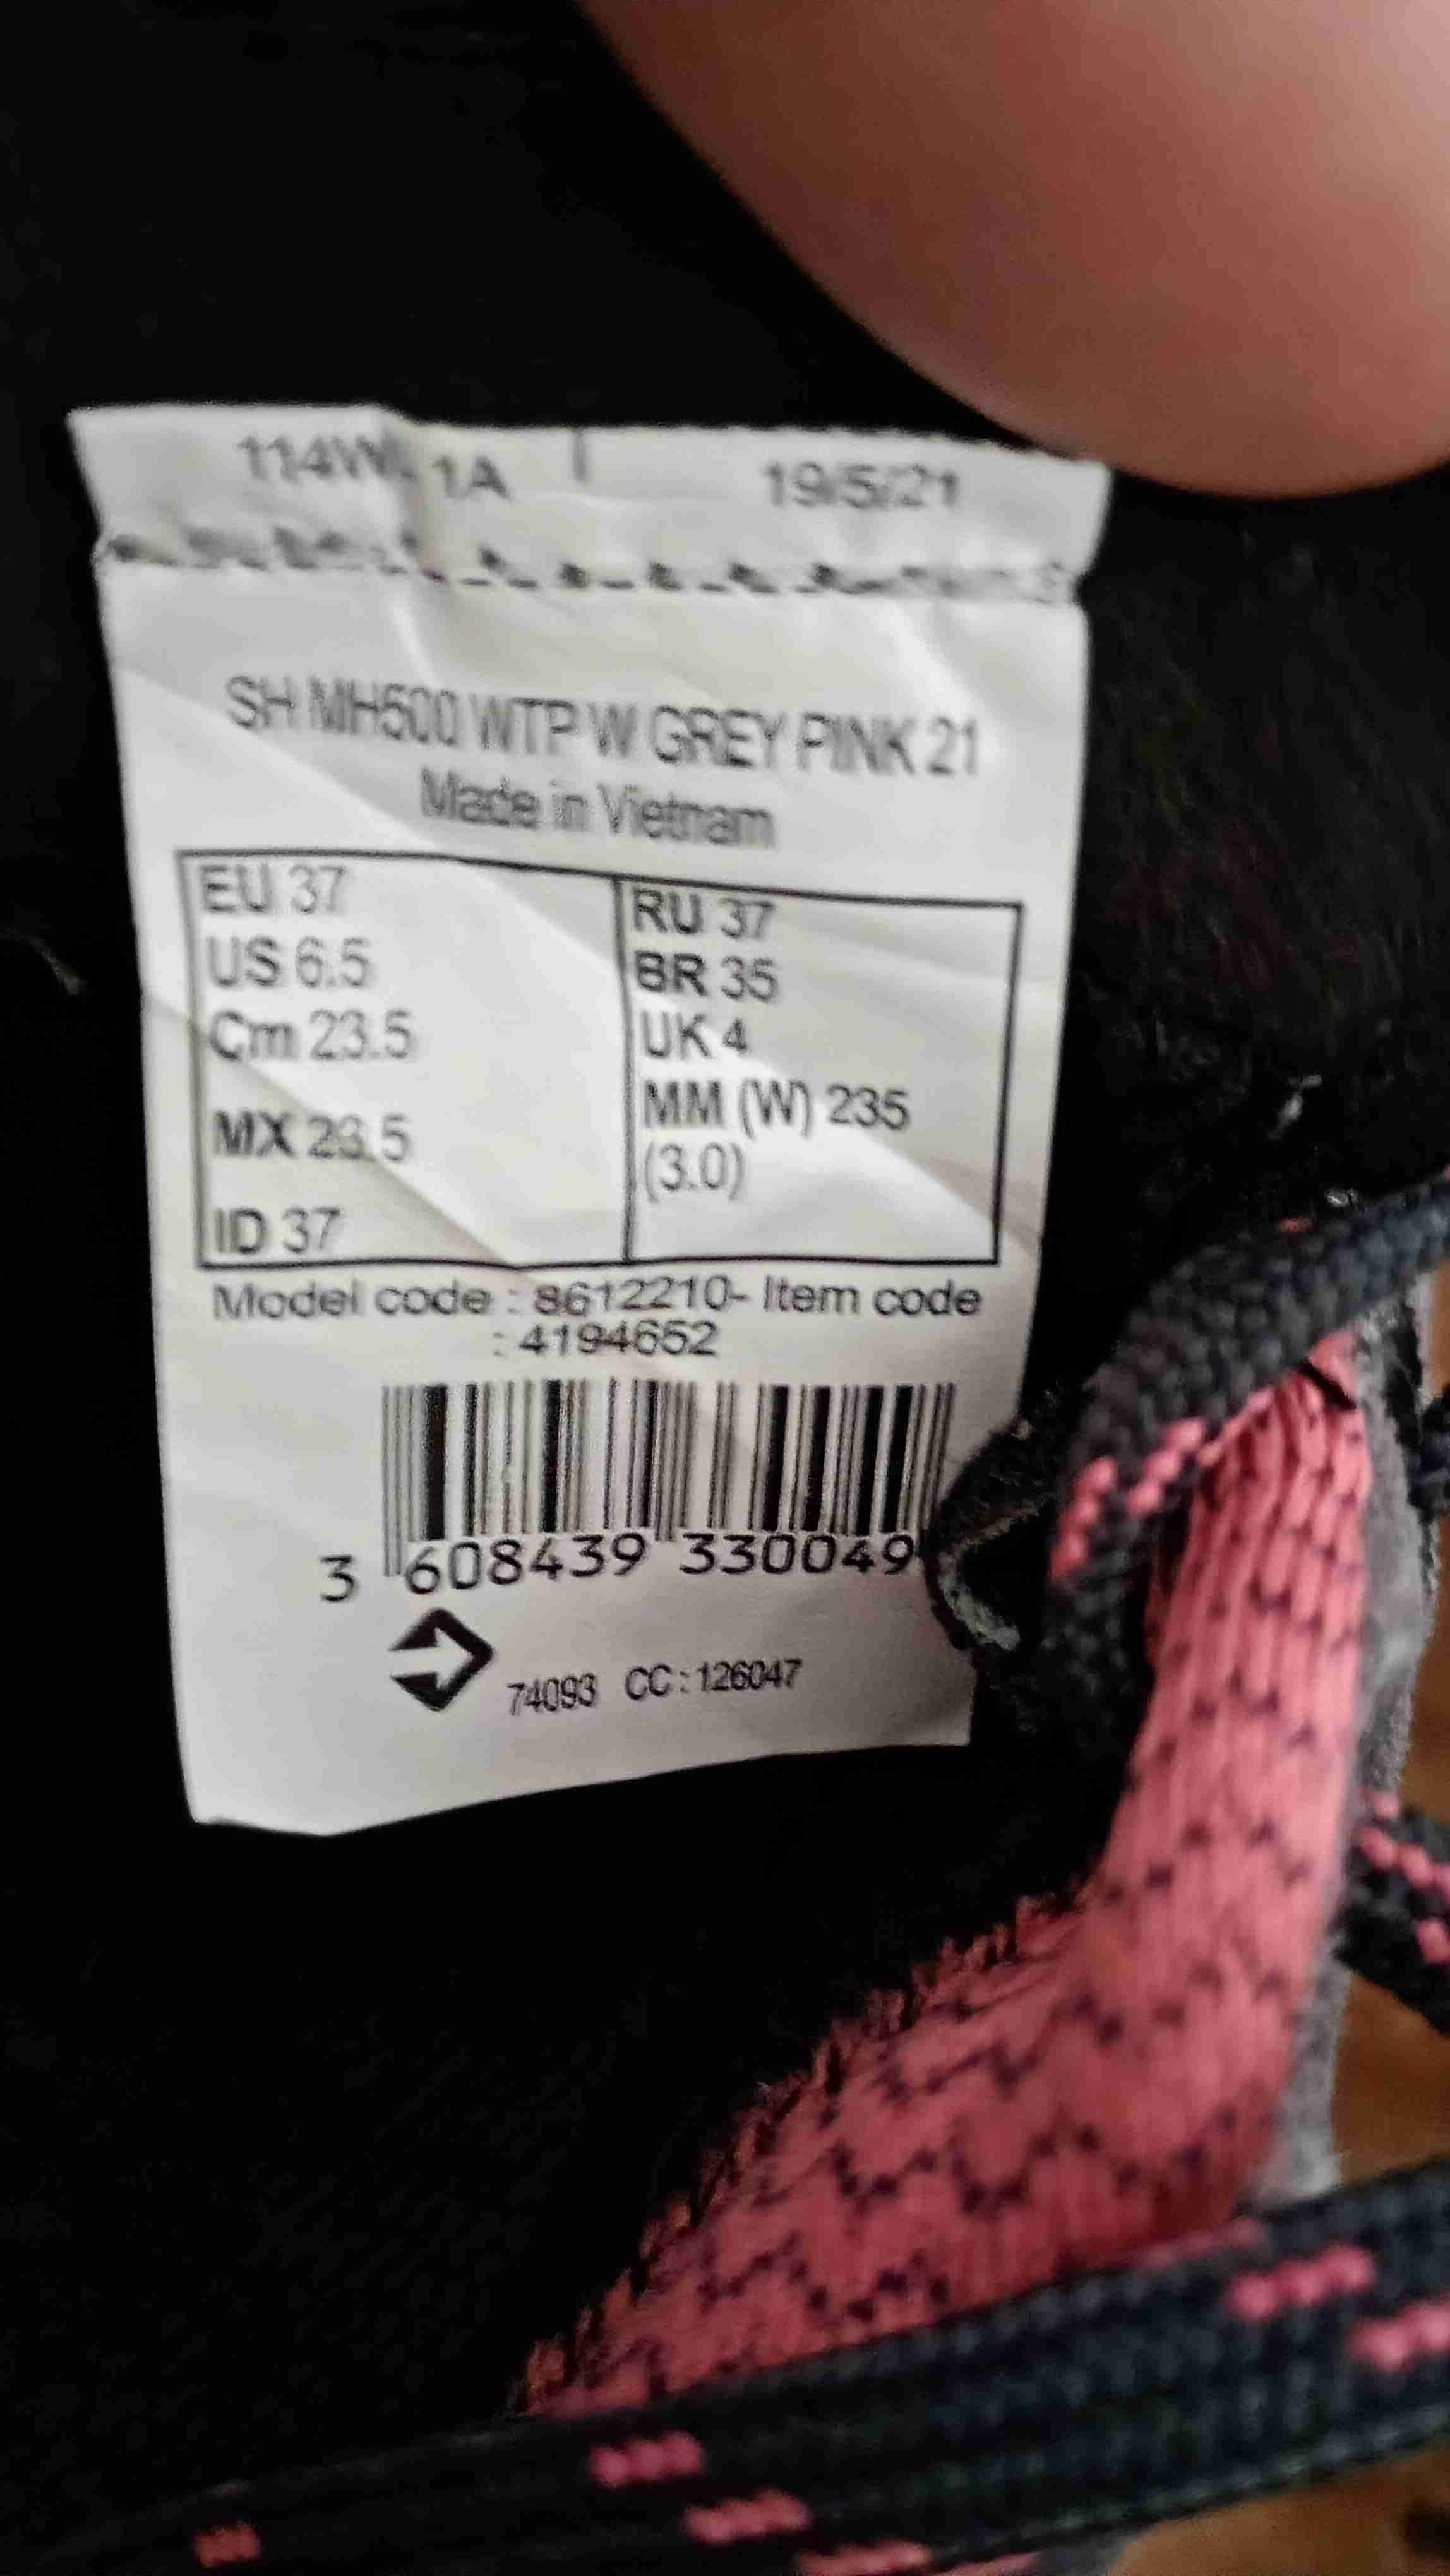 114WL 1A 19/5/21
SH MH500 WTP W GREY PINK 21
Made in Vietnam
EU 37
US 6.5
Cm 23.5
MX 23.5
ID 37
RU 37
BR 35
UK 4
MM (W) 235
(3.0)
Model code : 8612210- Item code
: 4194652
3 608439 330049
74093 CC : 126047